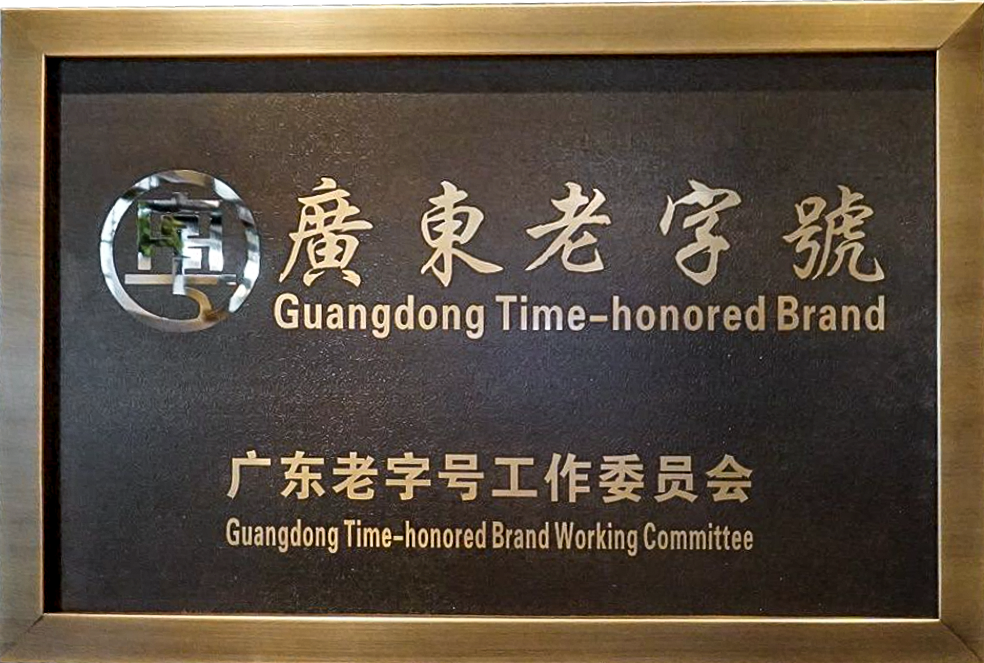 廣東老字號
Guangdong Time-honored Brand
广东老字号工作委员会
Guangdong Time-honored Brand Working Committee